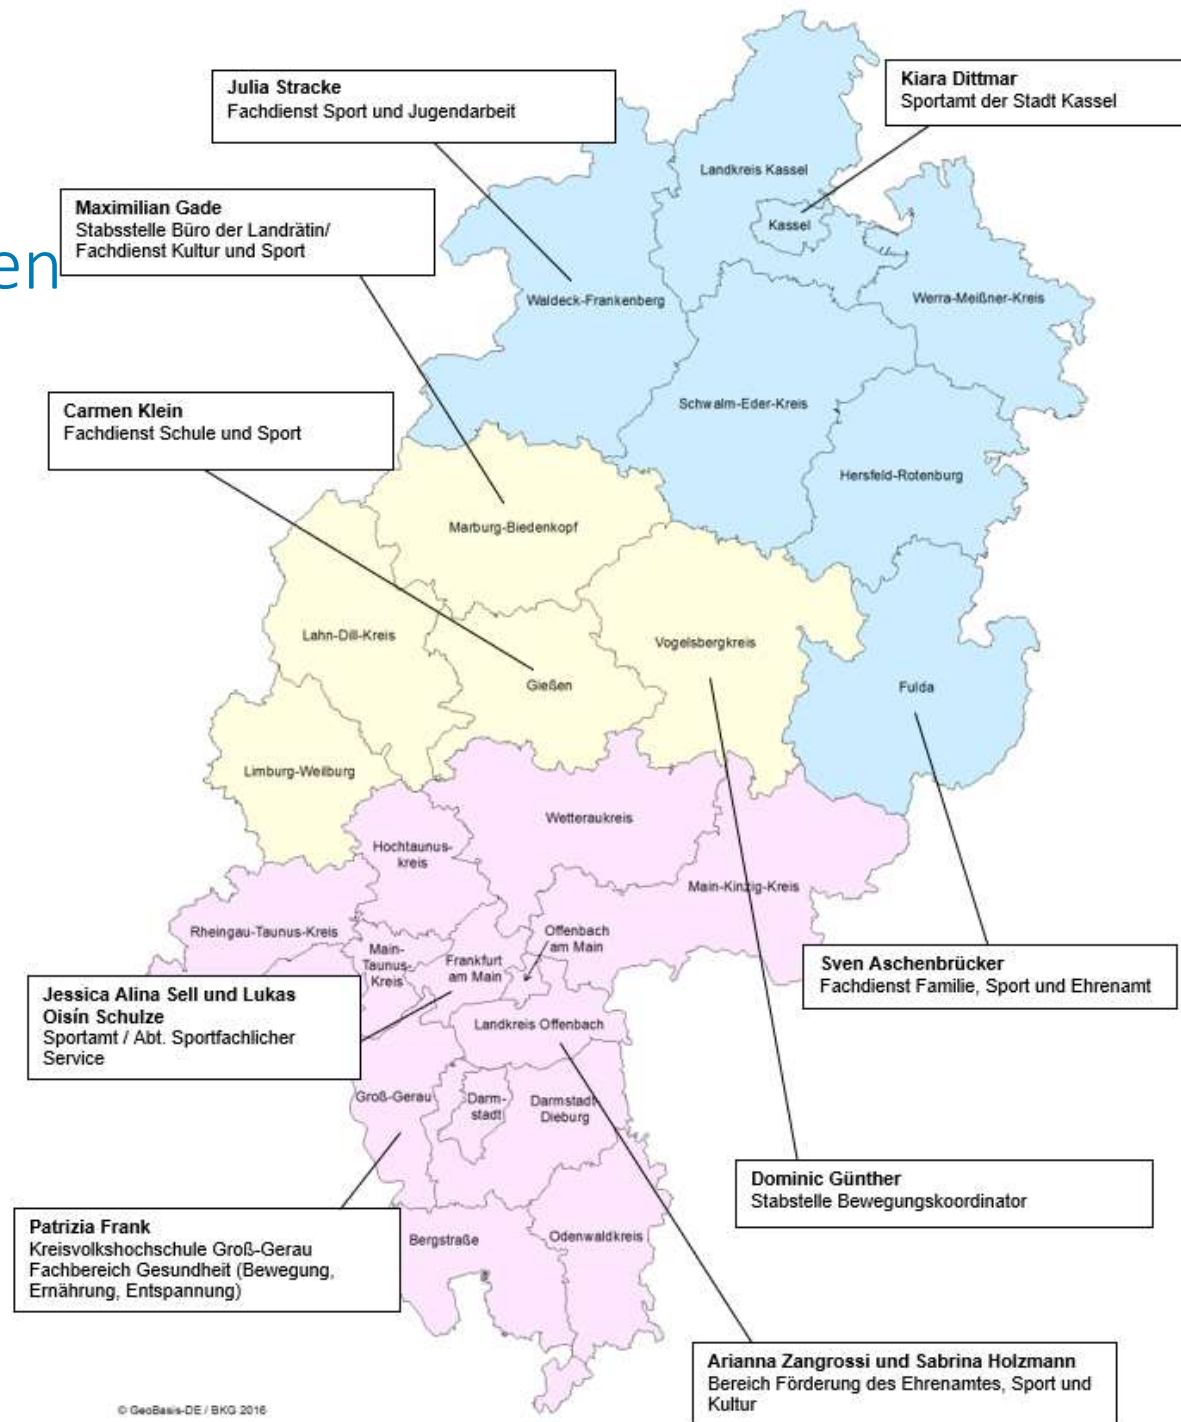 Julia Stracke
Fachdienst Sport und Jugendarbeit
Kiara Dittmar
Sportamt der Stadt Kassel
Maximilian Gade
Stabsstelle Büro der Landrätin/
Fachdienst Kultur und Sport
en
Landkreis Kassel
Kassel
Waldeck-Frankenberg
Werra-Meißner-Kreis
Carmen Klein
Fachdienst Schule und Sport
Schwalm-Eder-Kreis
Hersfeld-Rotenburg
Marburg-Biedenkopf
Lahn-Dill-Kreis
Vogelsbergkreis
Gießen
Fulda
Limburg-Weilburg
Wetteraukreis
Hochtaunus-
kreis
Main-Kinzig-Kreis
Rheingau-Taunus-Kreis
Main-
Taunus-
Kreis
Frankfurt
am Main
Offenbach
am Main
Sven Aschenbrücker
Fachdienst Familie, Sport und Ehrenamt
Jessica Alina Sell und Lukas
Oisín Schulze
Sportamt / Abt. Sportfachlicher
Service
Landkreis Offenbach
Groß-Gerau
Darm-
stadt
Darmstadt-
Dieburg
Dominic Günther
Stabstelle Bewegungskoordinator
Patrizia Frank
Kreisvolkshochschule Groß-Gerau
Fachbereich Gesundheit (Bewegung,
Ernährung, Entspannung)
Bergstraße
Odenwaldkreis
Arianna Zangrossi und Sabrina Holzmann
Bereich Förderung des Ehrenamtes, Sport und
Kultur
© GeoBasis-DE / BKG 2016